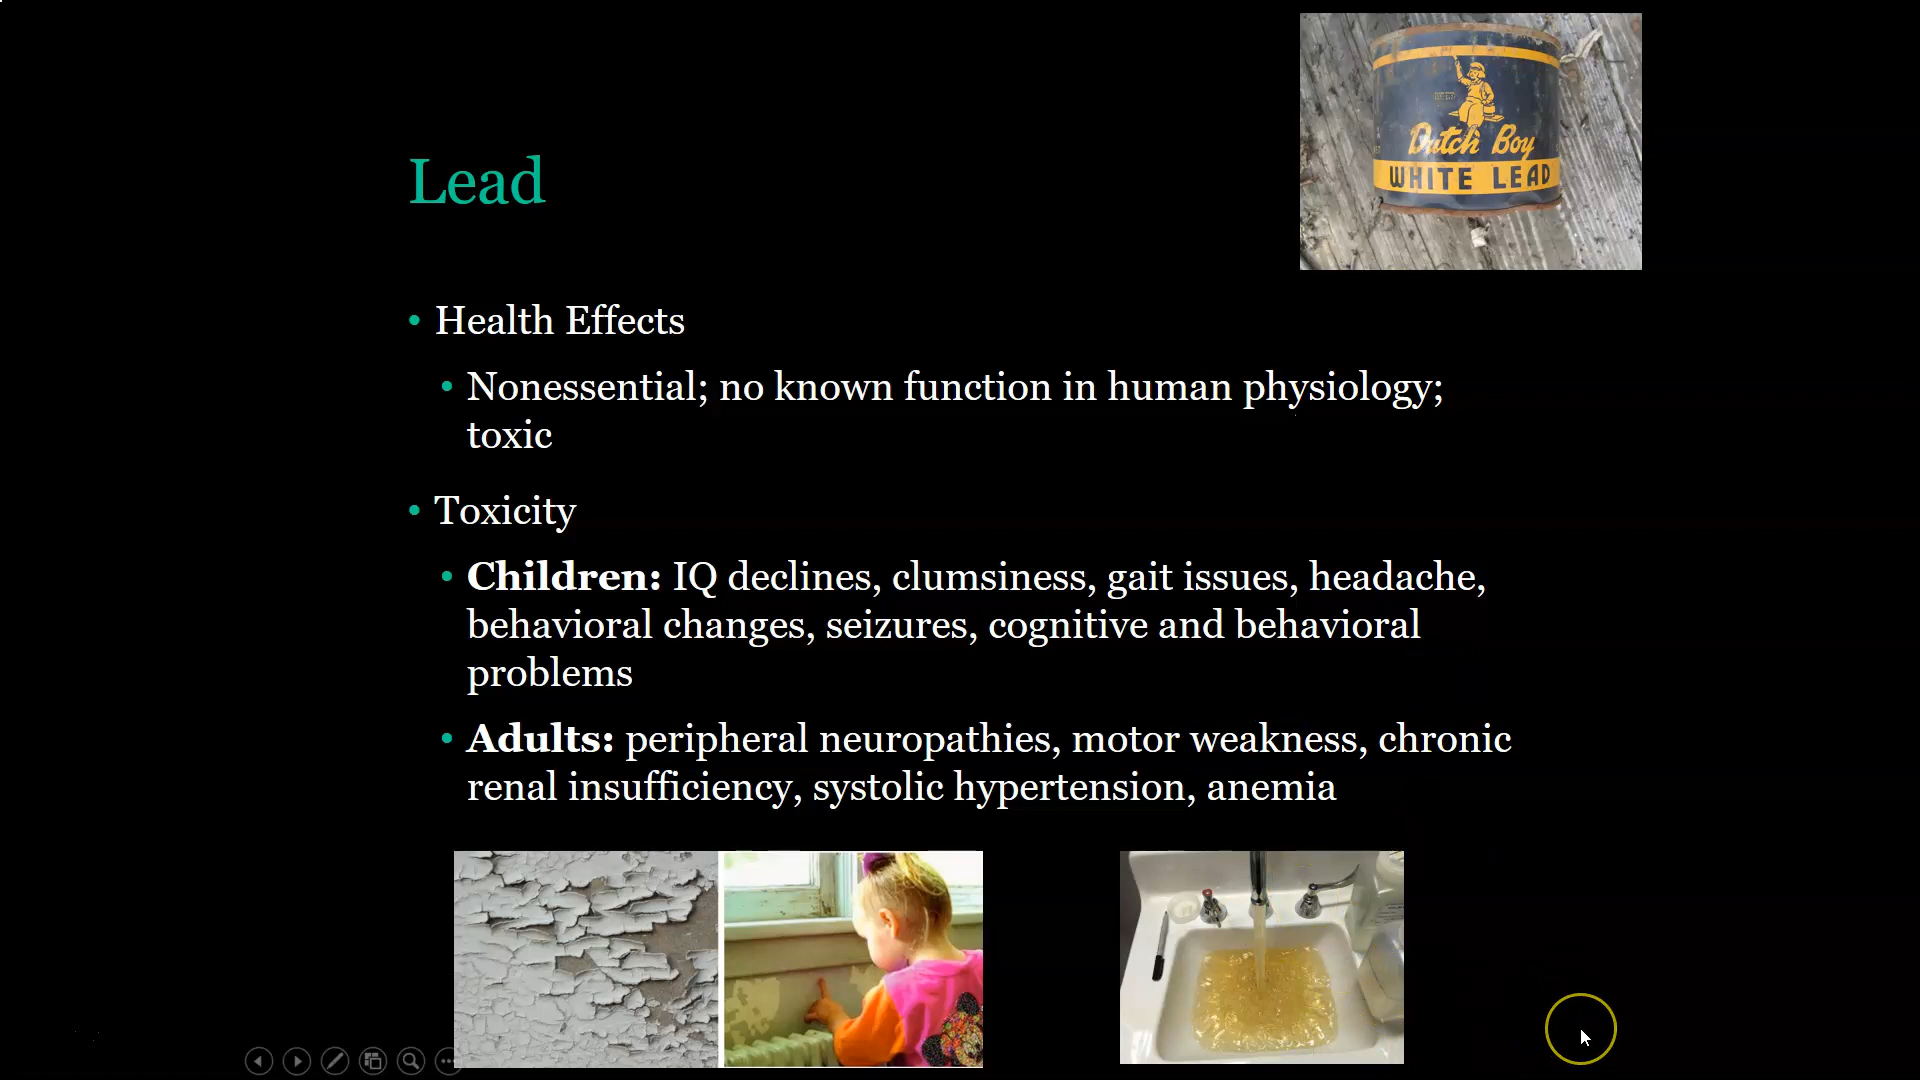 Dutch Boy
WHITE LEAD
Lead
• Health Effects
• Nonessential; no known function in human physiology;
toxic
• Toxicity
• Children: IQ declines, clumsiness, gait issues, headache,
behavioral changes, seizures, cognitive and behavioral
problems
• Adults: peripheral neuropathies, motor weakness, chronic
renal insufficiency, systolic hypertension, anemia